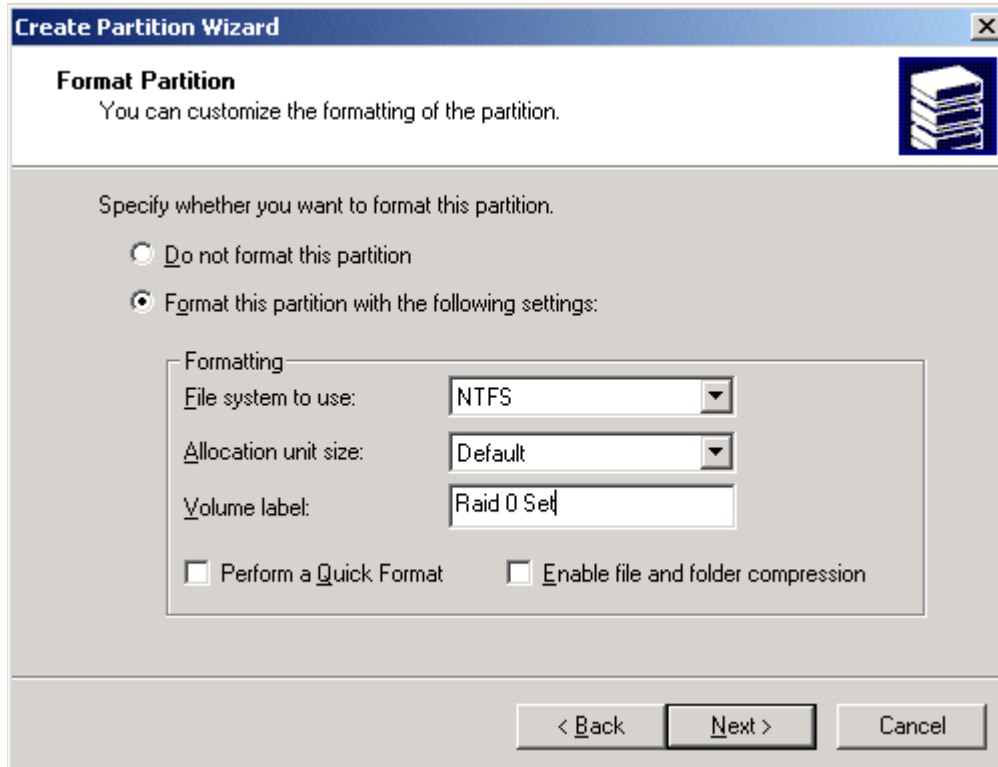 Create Partition Wizard
Format Partition
You can customize the formatting of the partition.
Specify whether you want to format this partition.
Do not format this partition
Format this partition with the following settings:
Formatting
File system to use: NTFS
Allocation unit size: Default
Volume label: Raid 0 Set
Perform a Quick Format Enable file and folder compression
< Back Next > Cancel